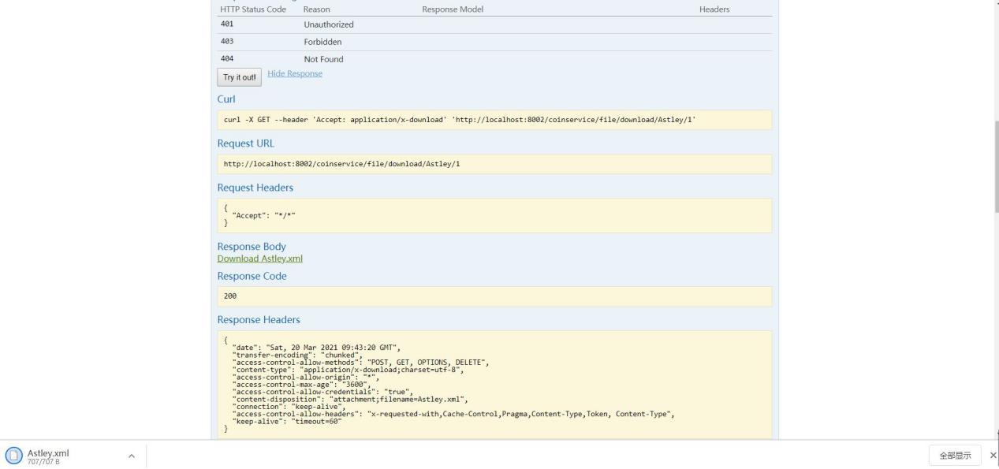 HTTP Status Code Reason Response Model Headers
401 Unauthorized
403 Forbidden
404 Not Found
Try it out! Hide Response
Curl
curl -X GET --header 'Accept: application/x-download' 'http://localhost:8002/coinservice/file/download/Astley/1'
Request URL
http://localhost:8002/coinservice/file/download/Astley/1
Request Headers
{
"Accept": "*/*"
}
Response Body
Download Astley.xml
Response Code
200
Response Headers
{
"date": "Sat, 20 Mar 2021 09:43:20 GMT",
"transfer-encoding": "chunked",
"access-control-allow-methods": "POST, GET, OPTIONS, DELETE",
"content-type": "application/x-download;charset=utf-8",
"access-control-allow-origin": "*",
"access-control-max-age": "3600",
"access-control-allow-credentials": "true",
"content-disposition": "attachment;filename=Astley.xml",
"connection": "keep-alive",
"access-control-allow-headers": "x-requested-with,Cache-Control,Pragma,Content-Type,Token, Content-Type",
"keep-alive": "timeout=60"
}
Astley.xml
707/707 B
全部显示